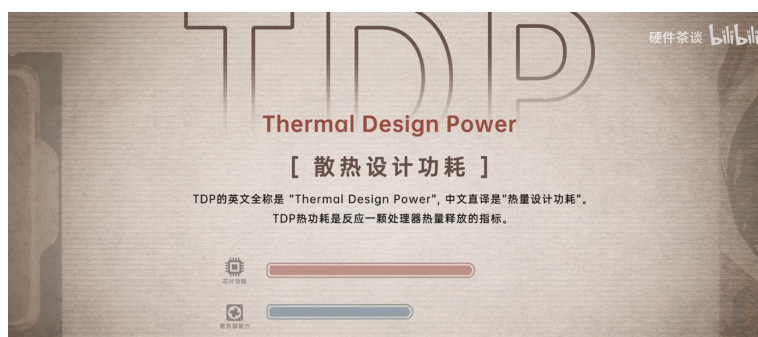 TDP
硬件茶谈 bilibili
Thermal Design Power
[ 散热设计功耗 ]
TDP的英文全称是 “Thermal Design Power”, 中文直译是“热量设计功耗”。
TDP热功耗是反应一颗处理器热量释放的指标。
芯片功耗
散热器能力